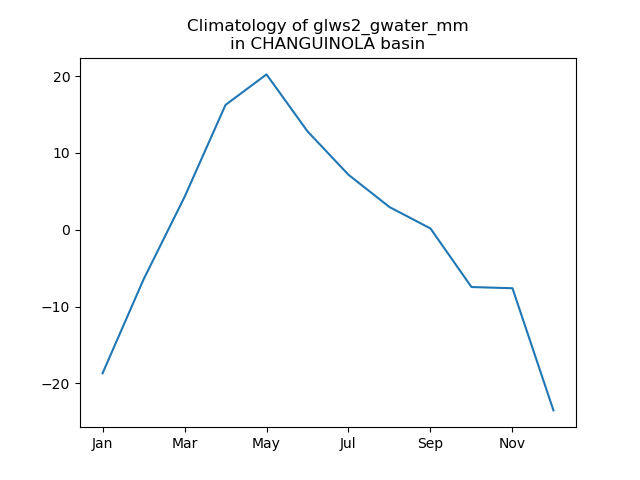 Climatology of glws2_gwater_mm
in CHANGUINOLA basin
20
10
0
−10
−20
Jan
Mar
May
Jul
Sep
Nov